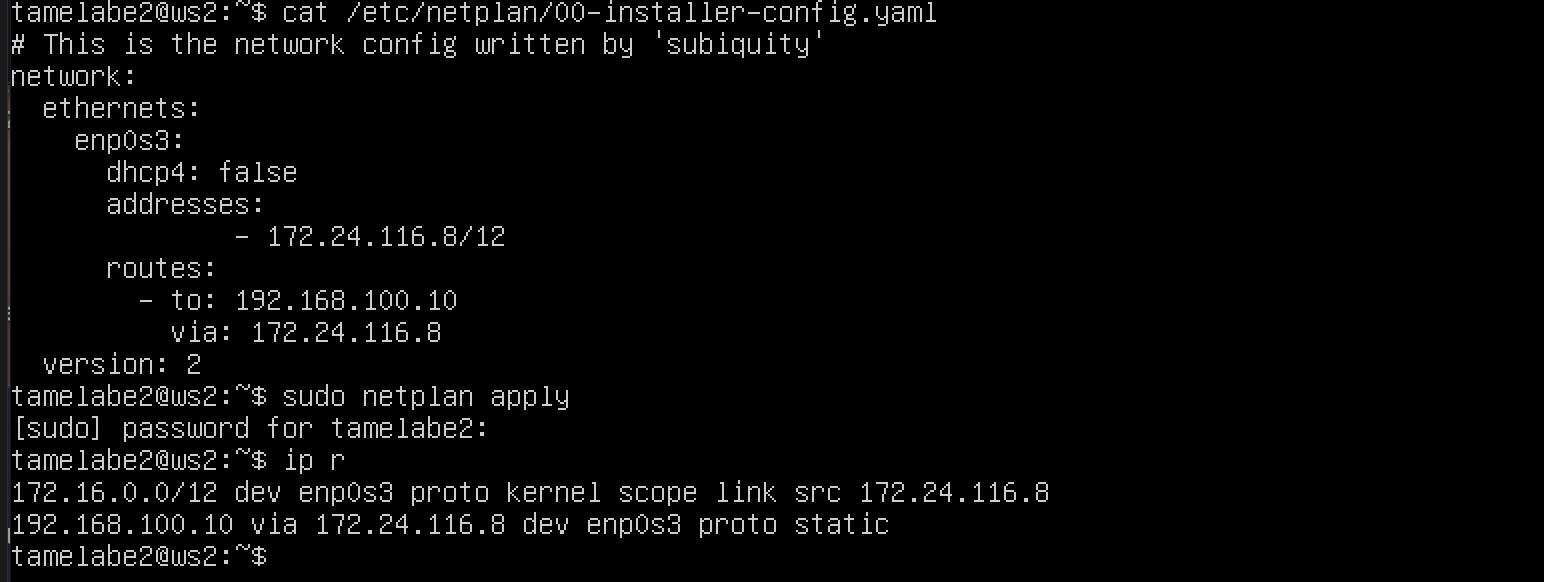 tamelabe2@ws2:~$ cat /etc/netplan/00-installer-config.yaml
# This is the network config written by 'subiquity'
network:
  ethernets:
    enp0s3:
      dhcp4: false
      addresses:
              - 172.24.116.8/12
      routes:
        - to: 192.168.100.10
          via: 172.24.116.8
  version: 2
tamelabe2@ws2:~$ sudo netplan apply
[sudo] password for tamelabe2:
tamelabe2@ws2:~$ ip r
172.16.0.0/12 dev enp0s3 proto kernel scope link src 172.24.116.8
192.168.100.10 via 172.24.116.8 dev enp0s3 proto static
tamelabe2@ws2:~$